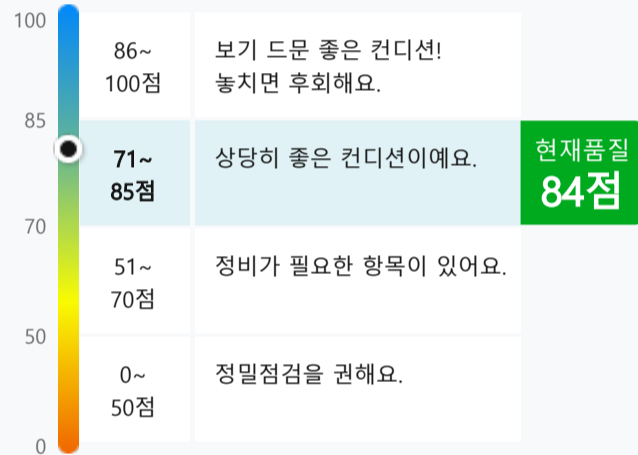 100
86~
100점
보기 드문 좋은 컨디션!
놓치면 후회해요.
85
71~
85점
상당히 좋은 컨디션이예요.
현재품질
84점
70
51~
70점
정비가 필요한 항목이 있어요.
50
0~
50점
정밀점검을 권해요.
0